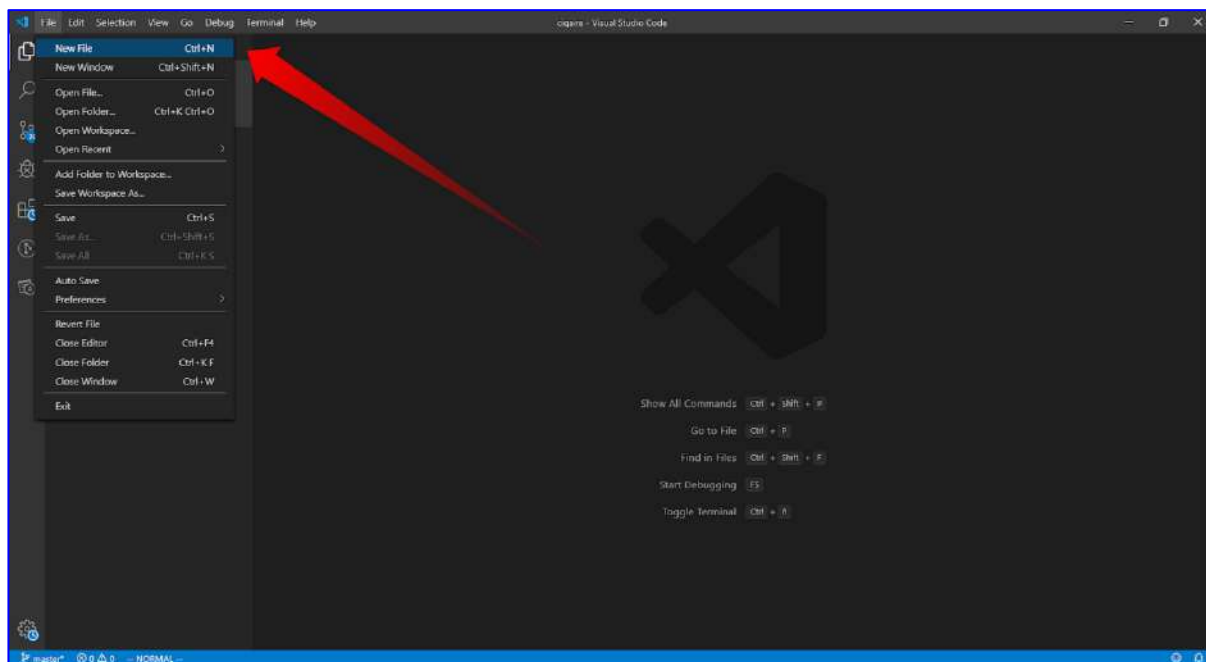 File Edit Selection View Go Debug Terminal Help cigairs - Visual Studio Code
New File Ctrl+N
New Window Ctrl+Shift+N
Open File... Ctrl+O
Open Folder... Ctrl+K Ctrl+O
Open Workspace...
Open Recent
Add Folder to Workspace...
Save Workspace As...
Save Ctrl+S
Save As... Ctrl+Shift+S
Save All Ctrl+K S
Auto Save
Preferences
Revert File
Close Editor Ctrl+F4
Close Folder Ctrl+K F
Close Window Ctrl+W
Exit
Show All Commands Ctrl + Shift + P
Go to File Ctrl + P
Find in Files Ctrl + Shift + F
Start Debugging F5
Toggle Terminal Ctrl +
master* 0 0 -- NORMAL --